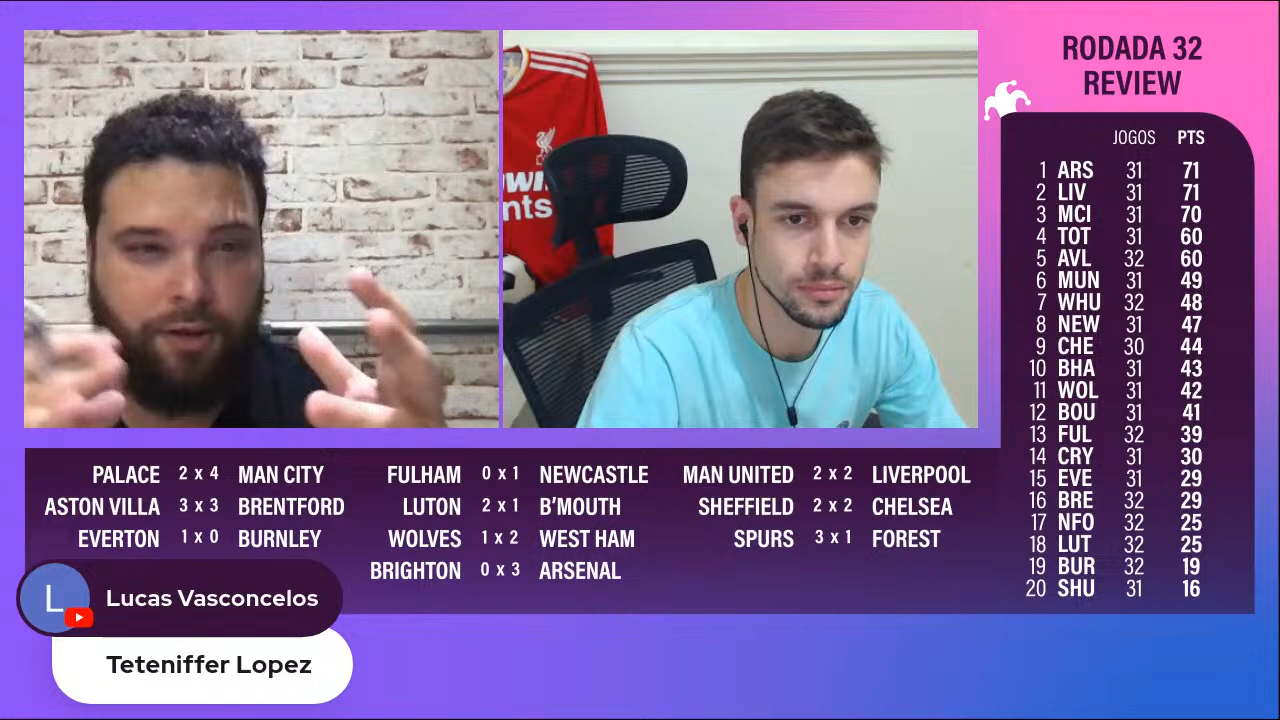 RODADA 32
REVIEW
JOGOS PTS
1 ARS 31 71
2 LIV 31 71
3 MCI 31 70
4 TOT 31 60
5 AVL 32 60
6 MUN 31 49
7 WHU 32 48
8 NEW 31 47
9 CHE 30 44
10 BHA 31 43
11 WOL 31 42
12 BOU 31 41
13 FUL 32 39
14 CRY 31 30
15 EVE 31 29
16 BRE 32 29
17 NFO 32 25
18 LUT 32 25
19 BUR 32 19
20 SHU 31 16
nts
PALACE 2 x 4 MAN CITY
ASTON VILLA 3 x 3 BRENTFORD
EVERTON 1 x 0 BURNLEY
FULHAM 0 x 1 NEWCASTLE
LUTON 2 x 1 B'MOUTH
WOLVES 1 x 2 WEST HAM
BRIGHTON 0 x 3 ARSENAL
MAN UNITED 2 x 2 LIVERPOOL
SHEFFIELD 2 x 2 CHELSEA
SPURS 3 x 1 FOREST
L
Lucas Vasconcelos
Teteniffer Lopez